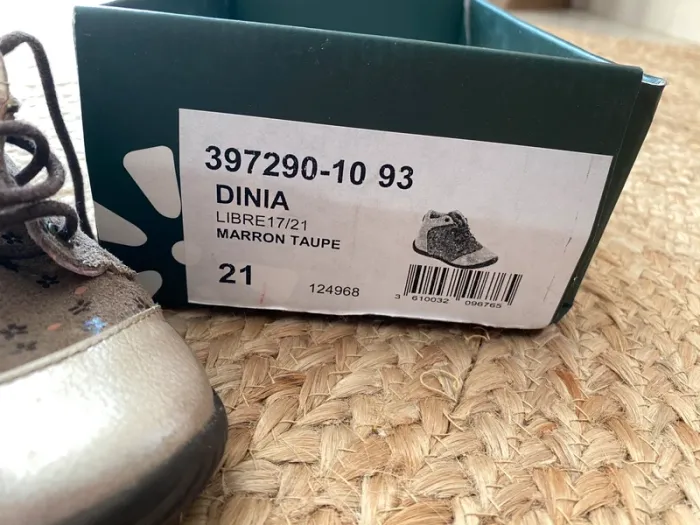 397290-10 93
DINIA
LIBRE17/21
MARRON TAUPE
21
124968
3 610032 096765